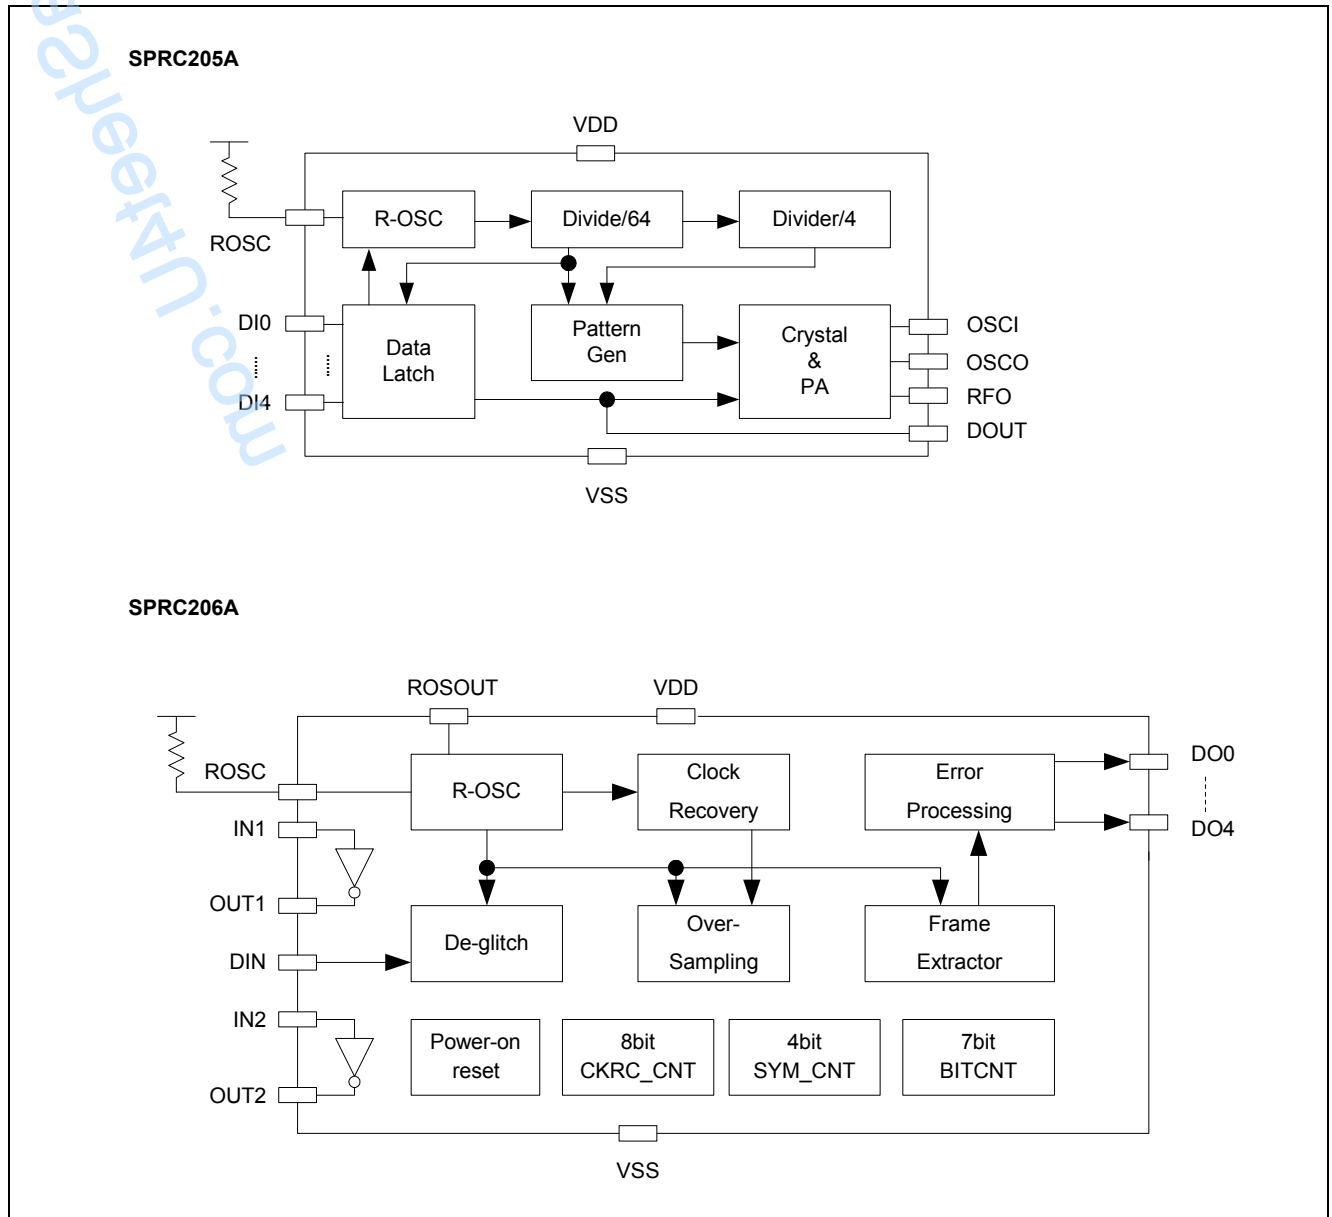 SPRC205A
VDD
R-OSC
Divide/64
Divider/4
ROSC
DI0
DI4
Data
Latch
Pattern
Gen
Crystal
&
PA
OSCI
OSCO
RFO
DOUT
VSS
SPRC206A
ROSOUT
VDD
ROSC
R-OSC
Clock
Recovery
Error
Processing
DO0
DO4
IN1
OUT1
DIN
De-glitch
Over-
Sampling
Frame
Extractor
IN2
OUT2
Power-on
reset
8bit
CKRC_CNT
4bit
SYM_CNT
7bit
BITCNT
VSS